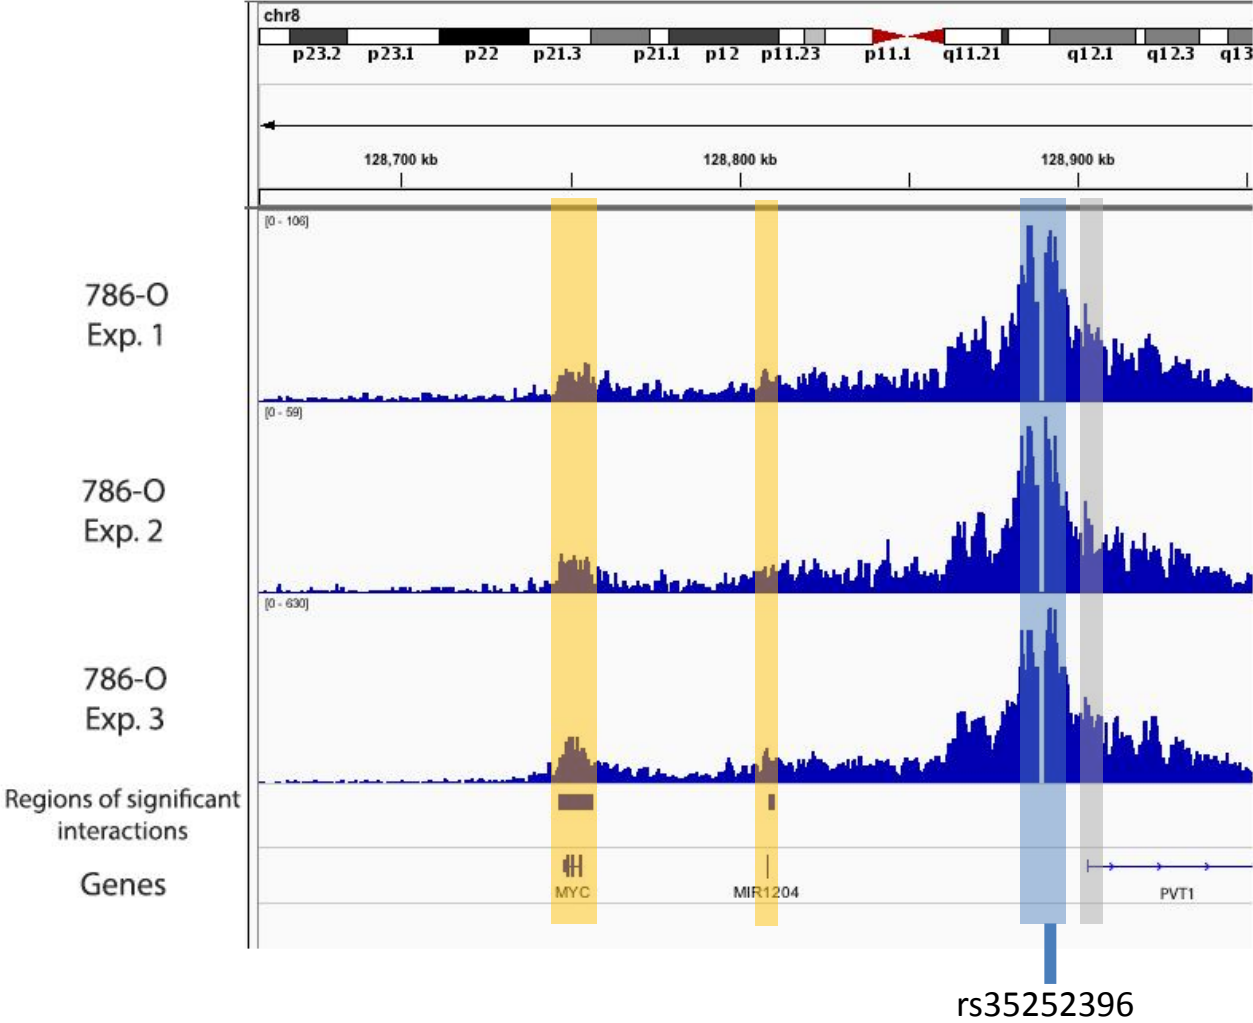 chr8
p23.2 p23.1 p22 p21.3 p21.1 p12 p11.23 p11.1 q11.21 q12.1 q12.3 q13
128,700 kb 128,800 kb 128,900 kb
[0 - 106]
786-O
Exp. 1
[0 - 59]
786-O
Exp. 2
[0 - 630]
786-O
Exp. 3
Regions of significant
interactions
Genes
MYC MIR1204 PVT1
rs35252396